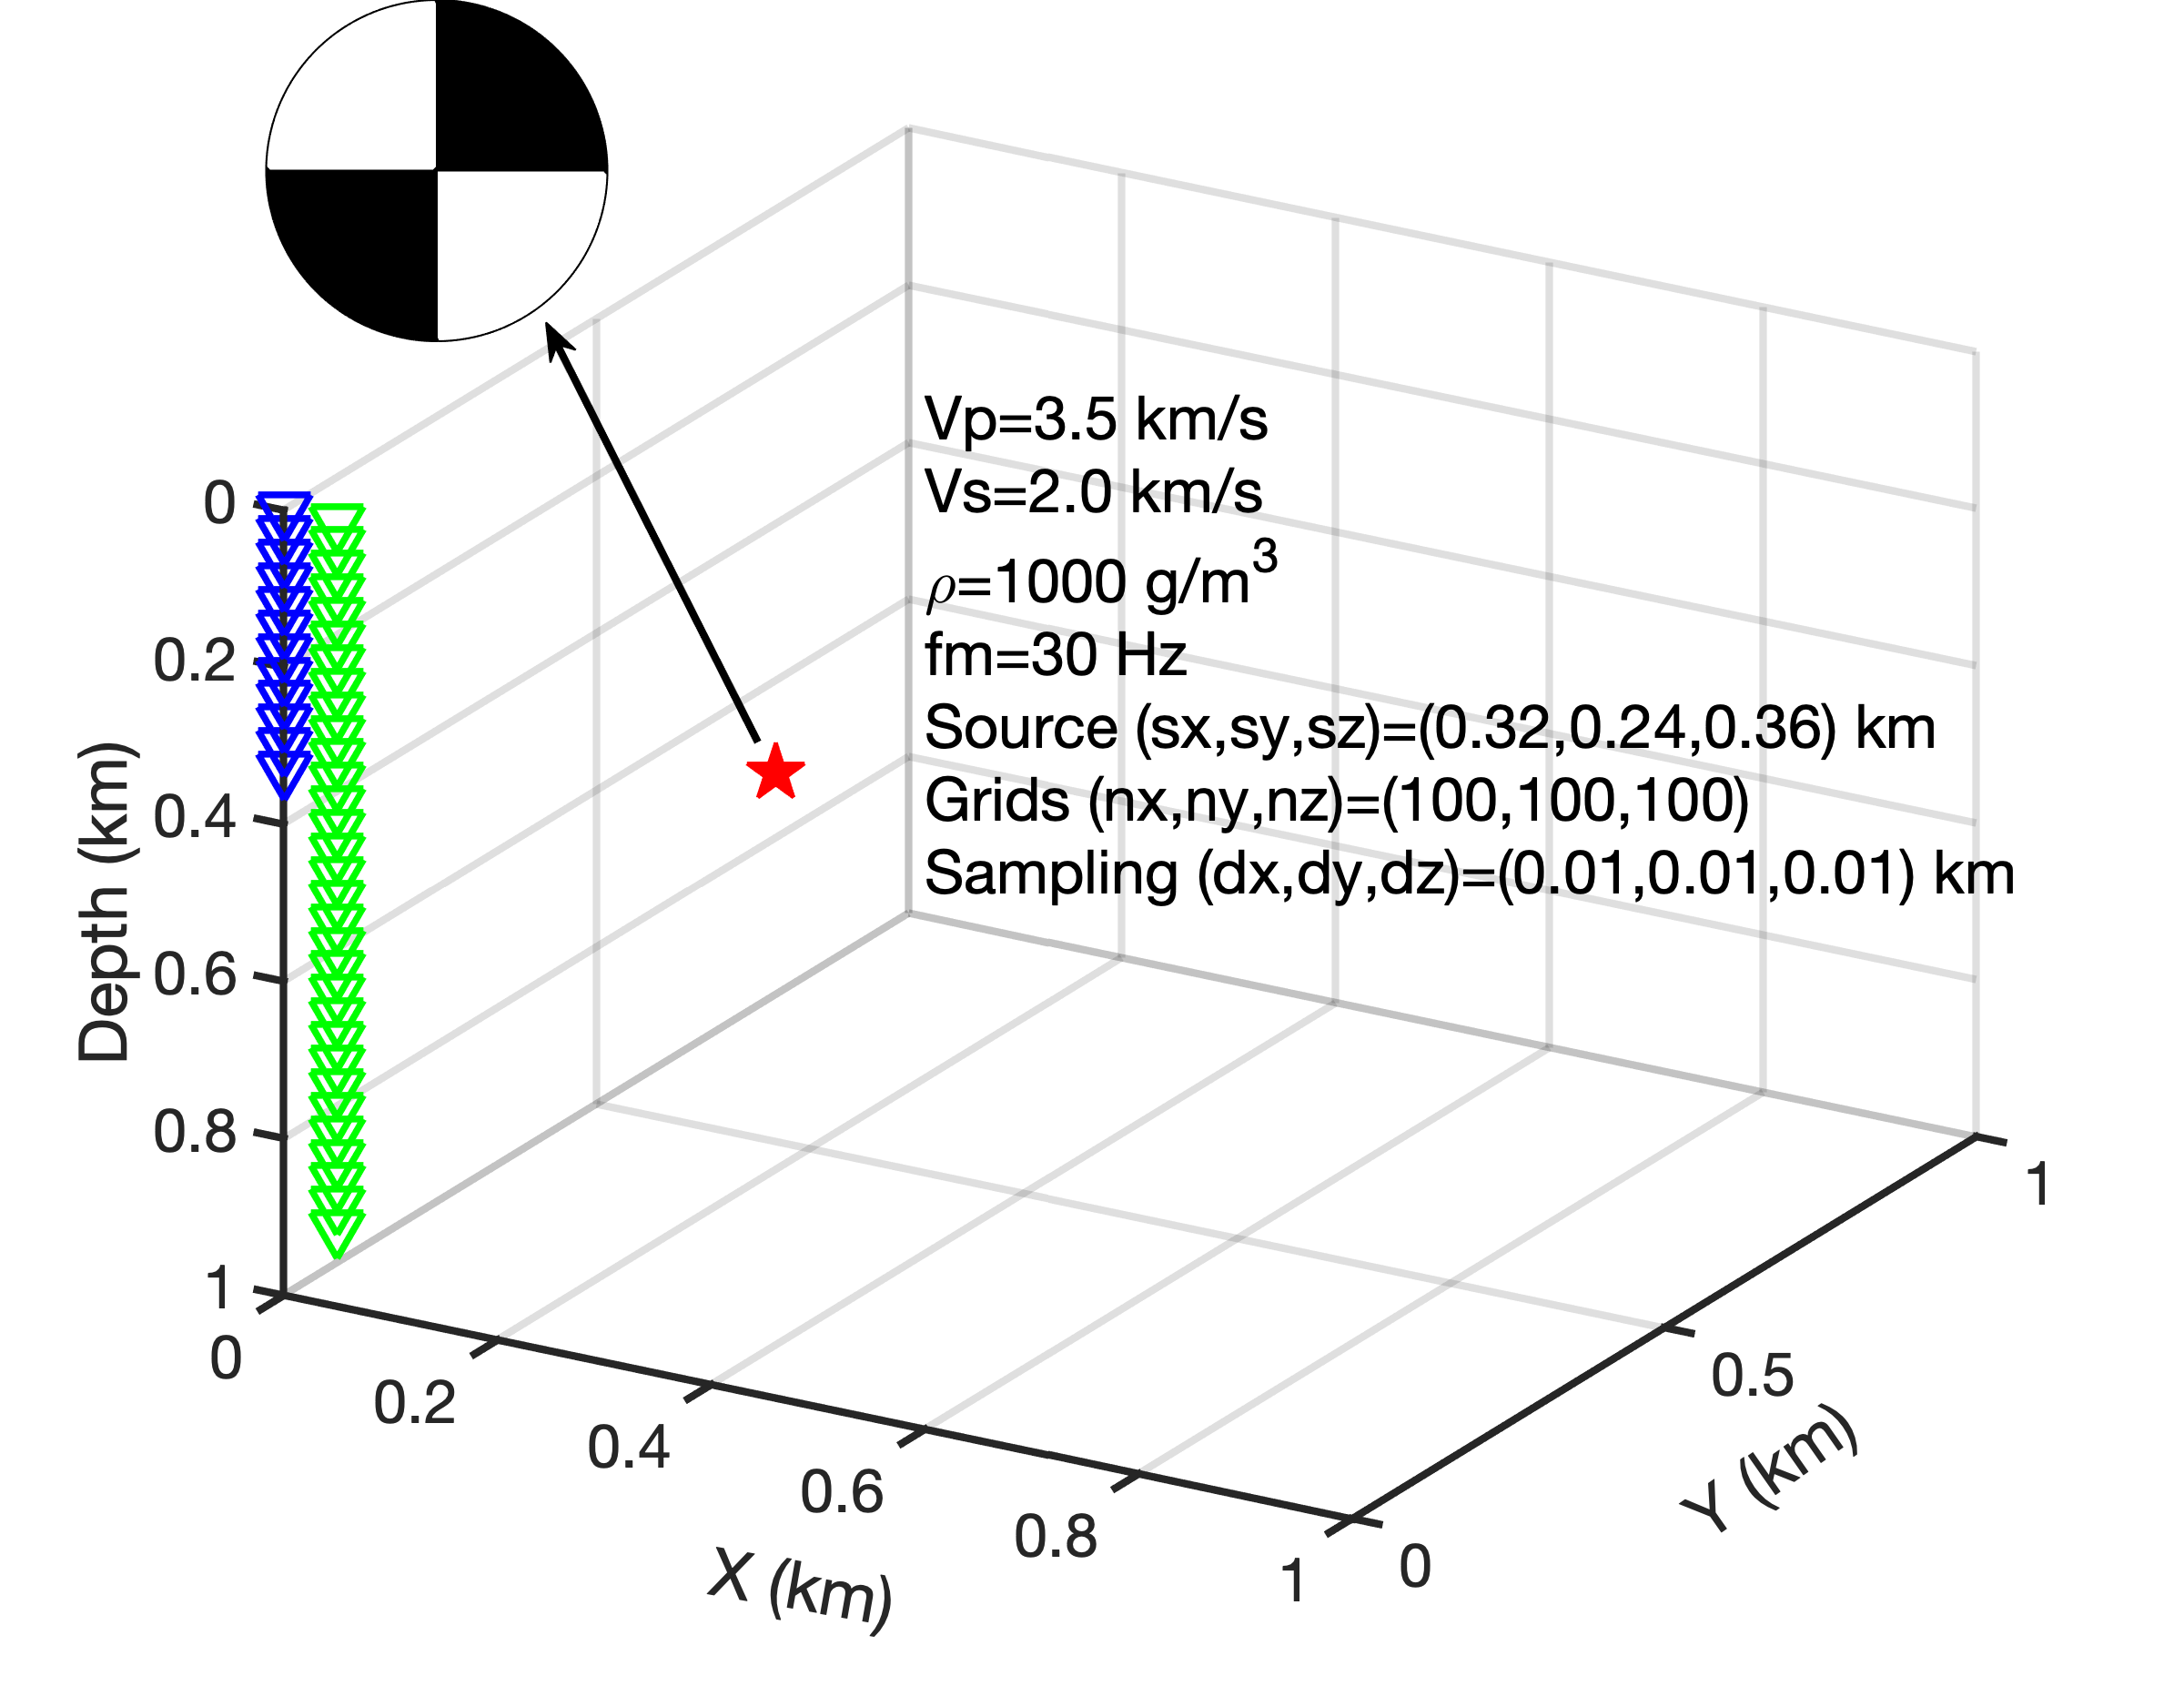 Vp=3.5 km/s
Vs=2.0 km/s
ρ=1000 g/m³
fm=30 Hz
Source (sx,sy,sz)=(0.32,0.24,0.36) km
Grids (nx,ny,nz)=(100,100,100)
Sampling (dx,dy,dz)=(0.01,0.01,0.01) km
Depth (km)
0
0.2
0.4
0.6
0.8
1
0
0.2
0.4
0.6
0.8
1
X (km)
0
0.5
1
Y (km)